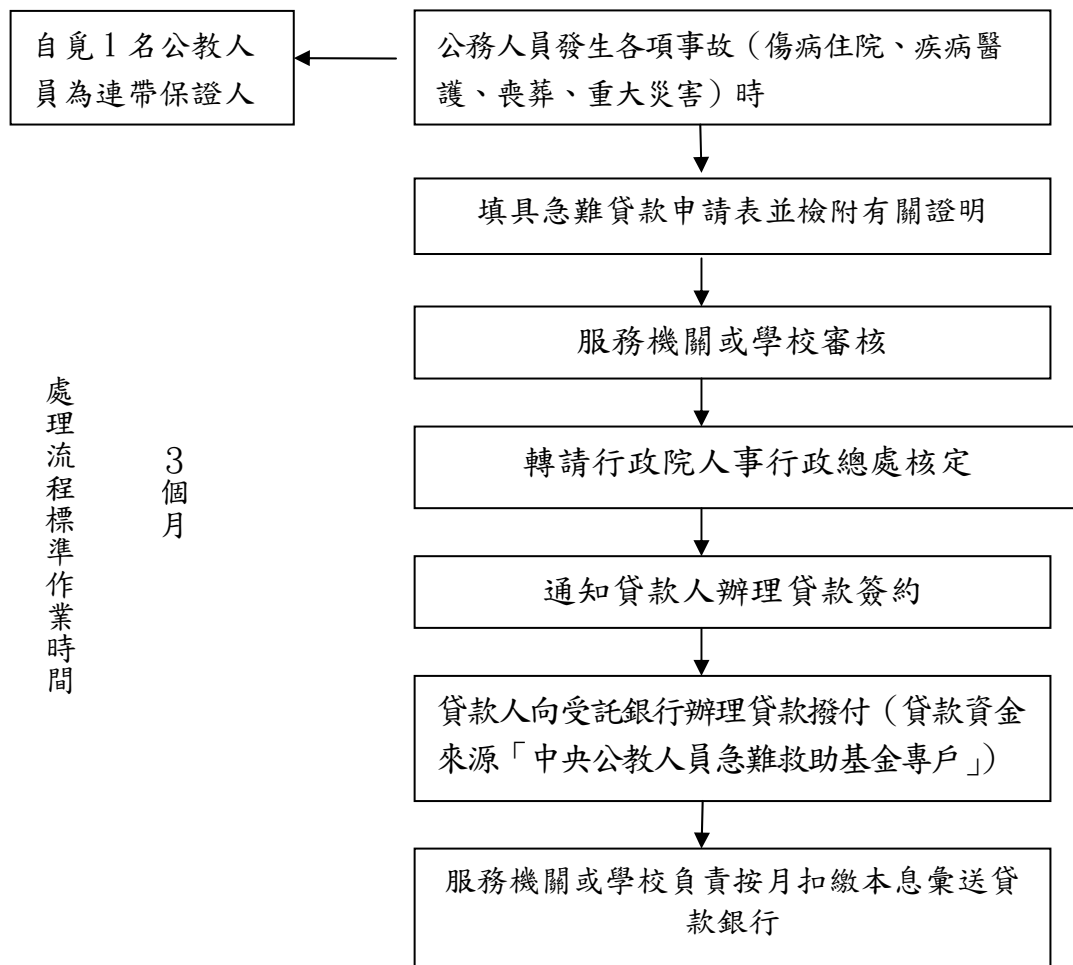 自覓1名公教人
員為連帶保證人
公務人員發生各項事故（傷病住院、疾病醫
護、喪葬、重大災害）時
填具急難貸款申請表並檢附有關證明
服務機關或學校審核
轉請行政院人事行政總處核定
通知貸款人辦理貸款簽約
貸款人向受託銀行辦理貸款撥付（貸款資金
來源「中央公教人員急難救助基金專戶」）
服務機關或學校負責按月扣繳本息彙送貸
款銀行
處理流程標準作業時間
3個月